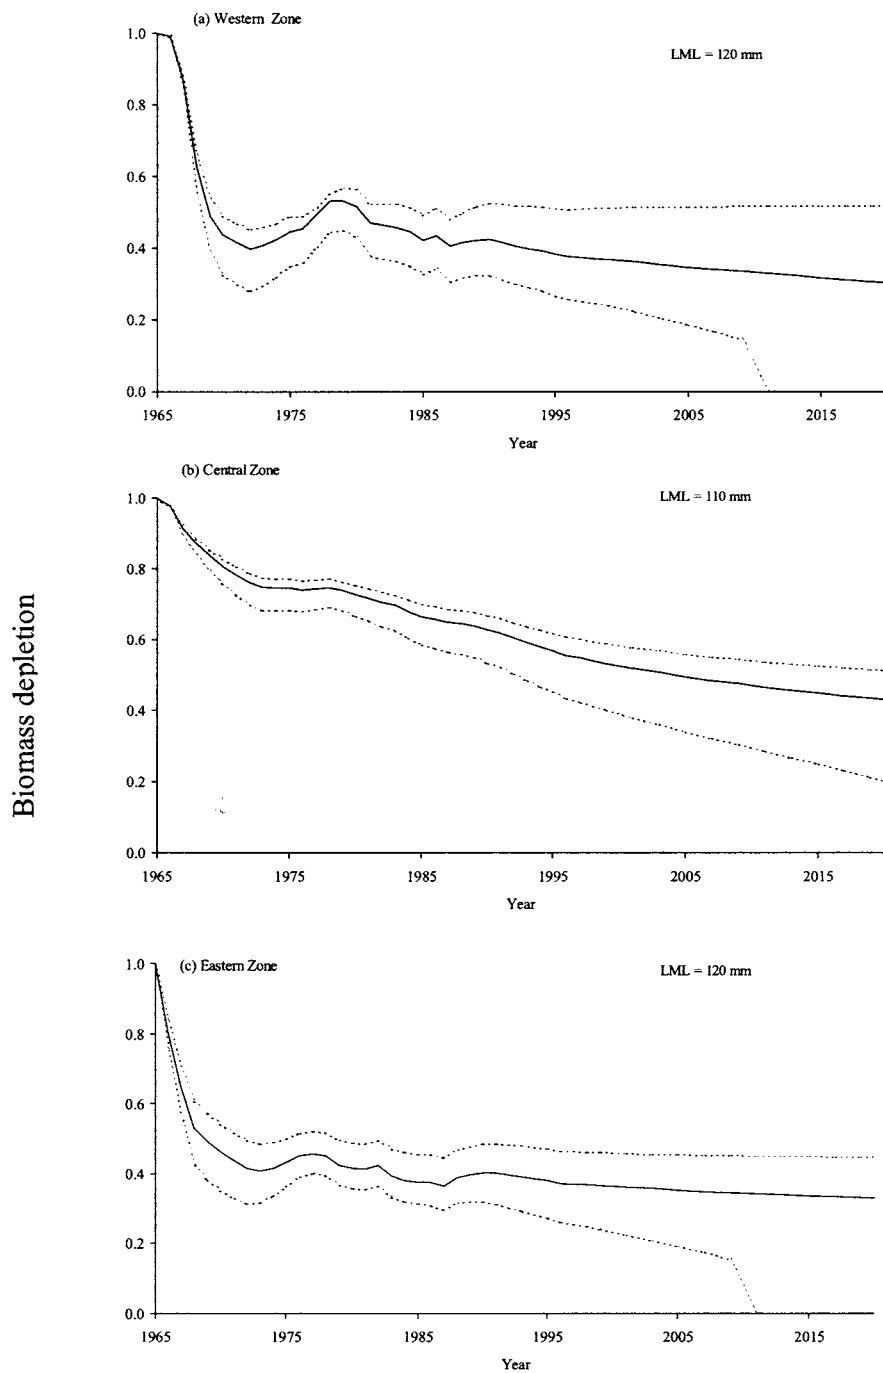 (a) Western Zone
LML = 120 mm
1.0
0.8
0.6
0.4
0.2
0.0
1965 1975 1985 1995 2005 2015
Year
(b) Central Zone
LML = 110 mm
1.0
0.8
0.6
0.4
0.2
0.0
1965 1975 1985 1995 2005 2015
Year
Biomass depletion
(c) Eastern Zone
LML = 120 mm
1.0
0.8
0.6
0.4
0.2
0.0
1965 1975 1985 1995 2005 2015
Year